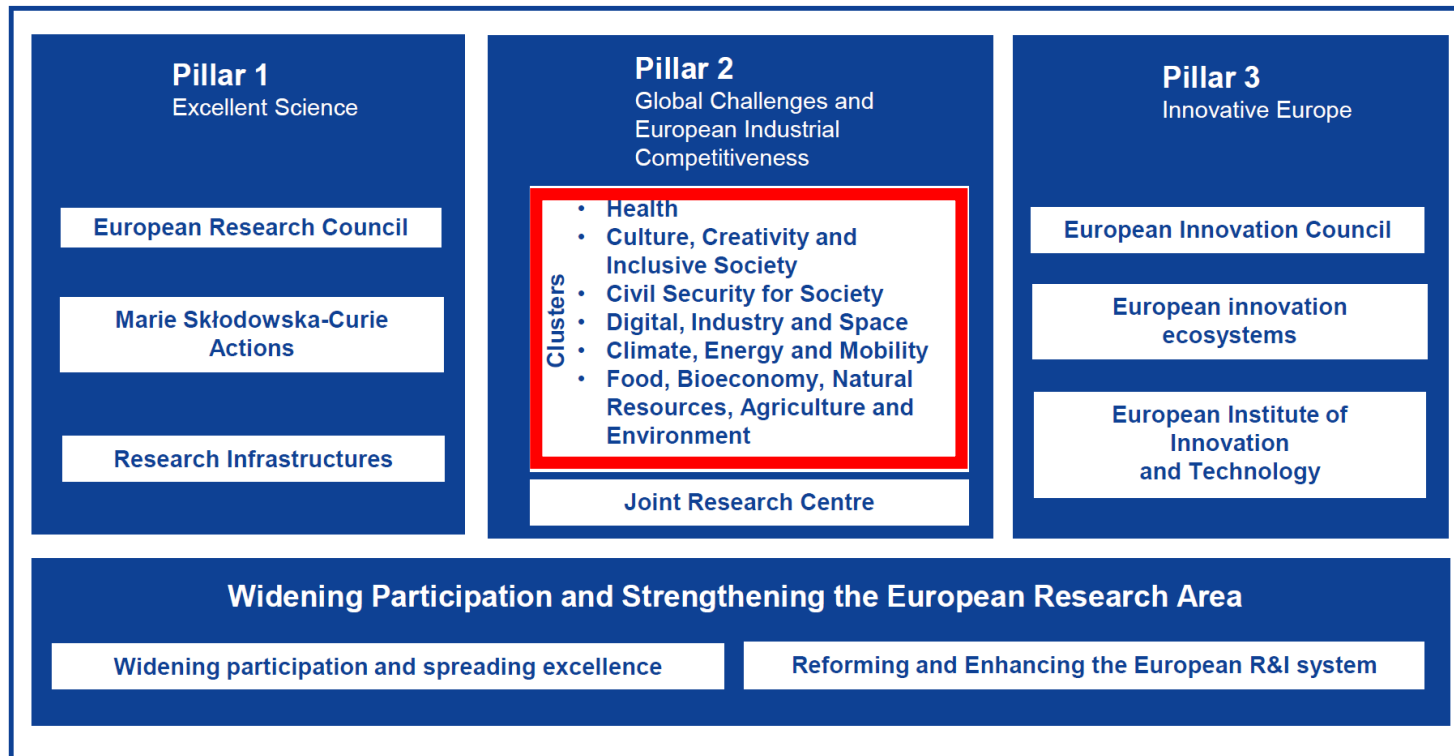 Pillar 1
Excellent Science
European Research Council
Marie Skłodowska-Curie
Actions
Research Infrastructures
Pillar 2
Global Challenges and
European Industrial
Competitiveness
Clusters
• Health
• Culture, Creativity and
Inclusive Society
• Civil Security for Society
• Digital, Industry and Space
• Climate, Energy and Mobility
• Food, Bioeconomy, Natural
Resources, Agriculture and
Environment
Joint Research Centre
Pillar 3
Innovative Europe
European Innovation Council
European innovation
ecosystems
European Institute of
Innovation
and Technology
Widening Participation and Strengthening the European Research Area
Widening participation and spreading excellence
Reforming and Enhancing the European R&I system